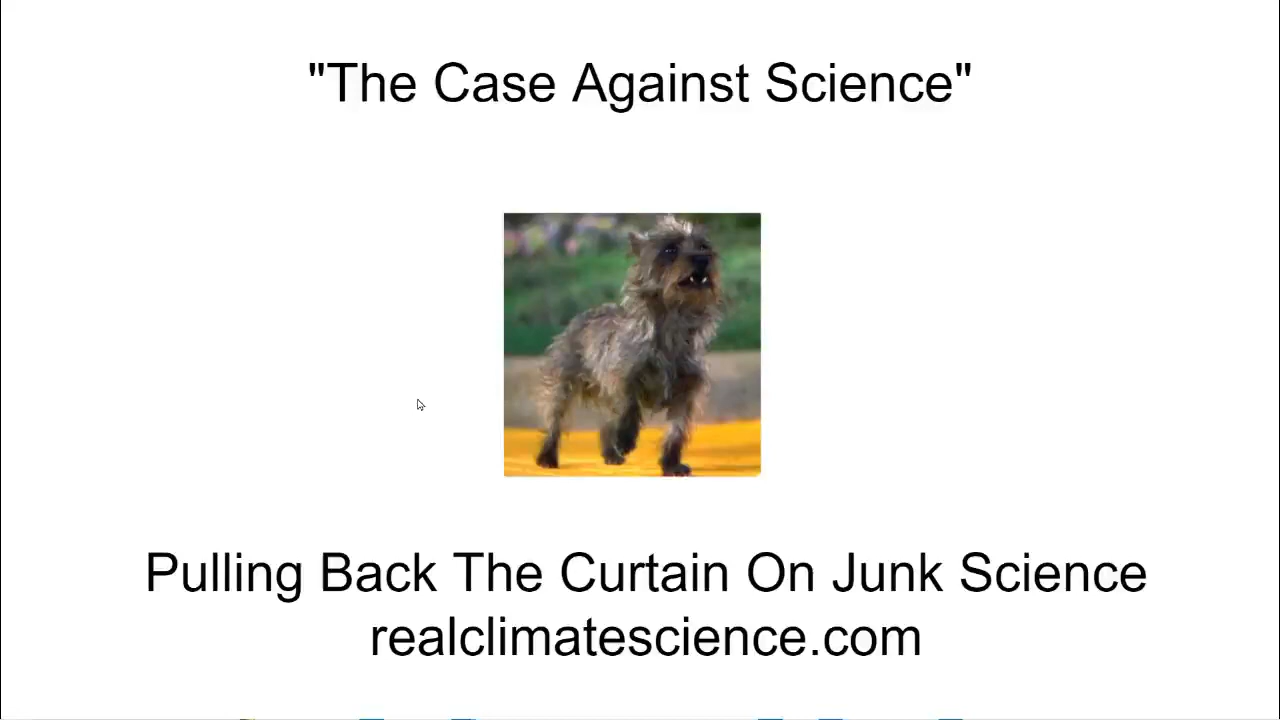 "The Case Against Science"
Pulling Back The Curtain On Junk Science
realclimatescience.com